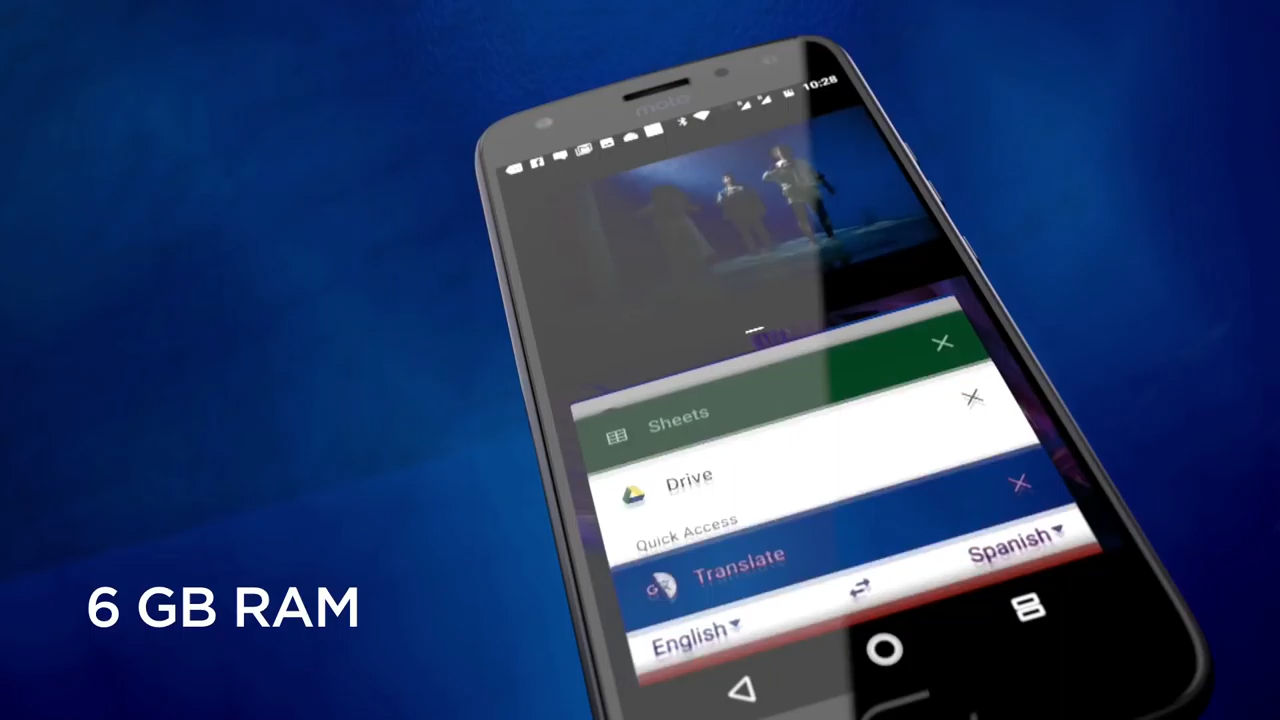 moto
10:28
Sheets
Drive
Quick Access
Translate
Spanish
English
6 GB RAM